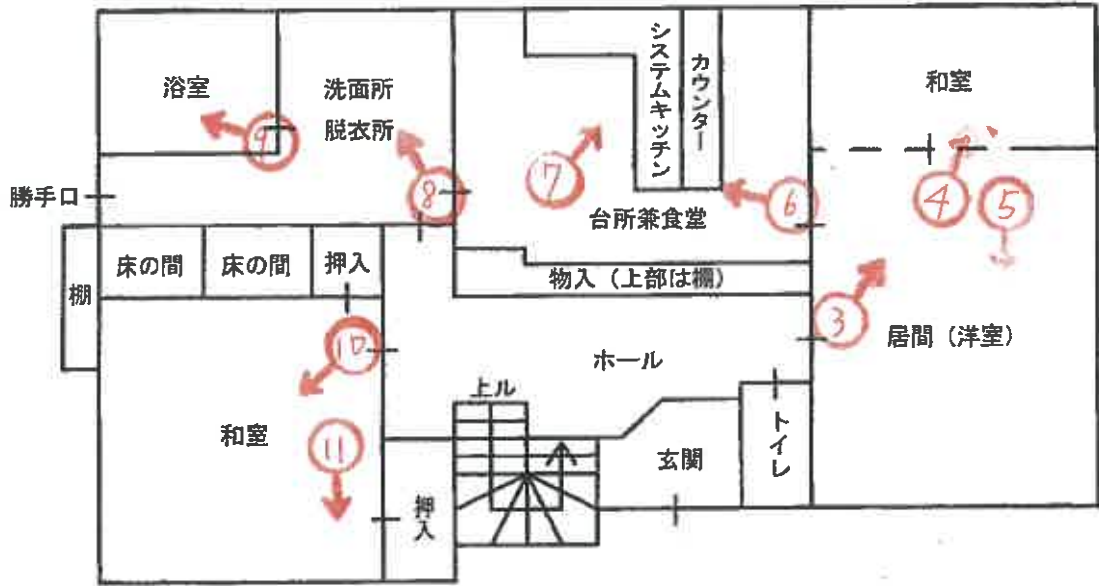 浴室
洗面所
脱衣所
システムキッチン
カウンター
和室
9
8
7
6
4
5
勝手口
台所兼食堂
床の間
床の間
押入
棚
物入（上部は棚）
3
居間（洋室）
10
ホール
上ル
和室
11
押入
玄関
トイレ